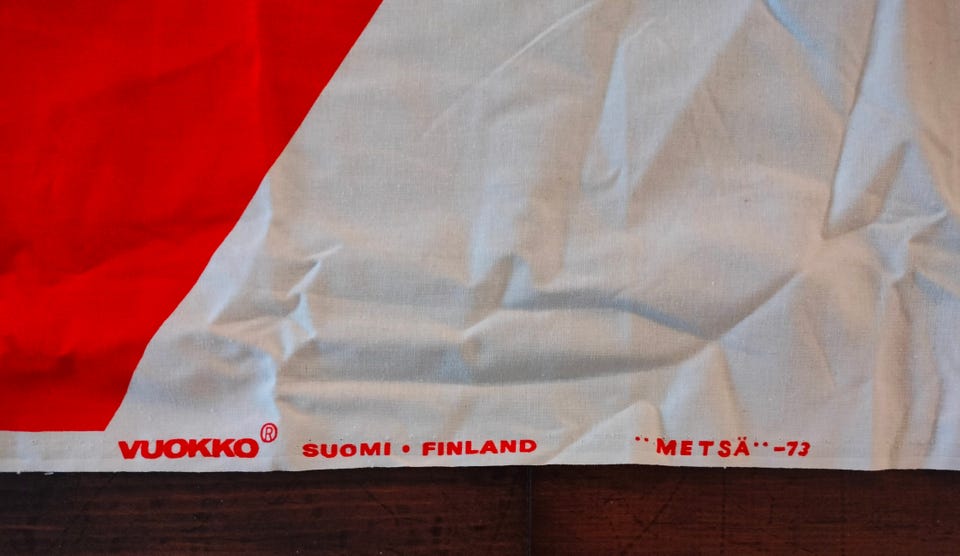 VUOKKO® SUOMI • FINLAND "METSÄ" -73